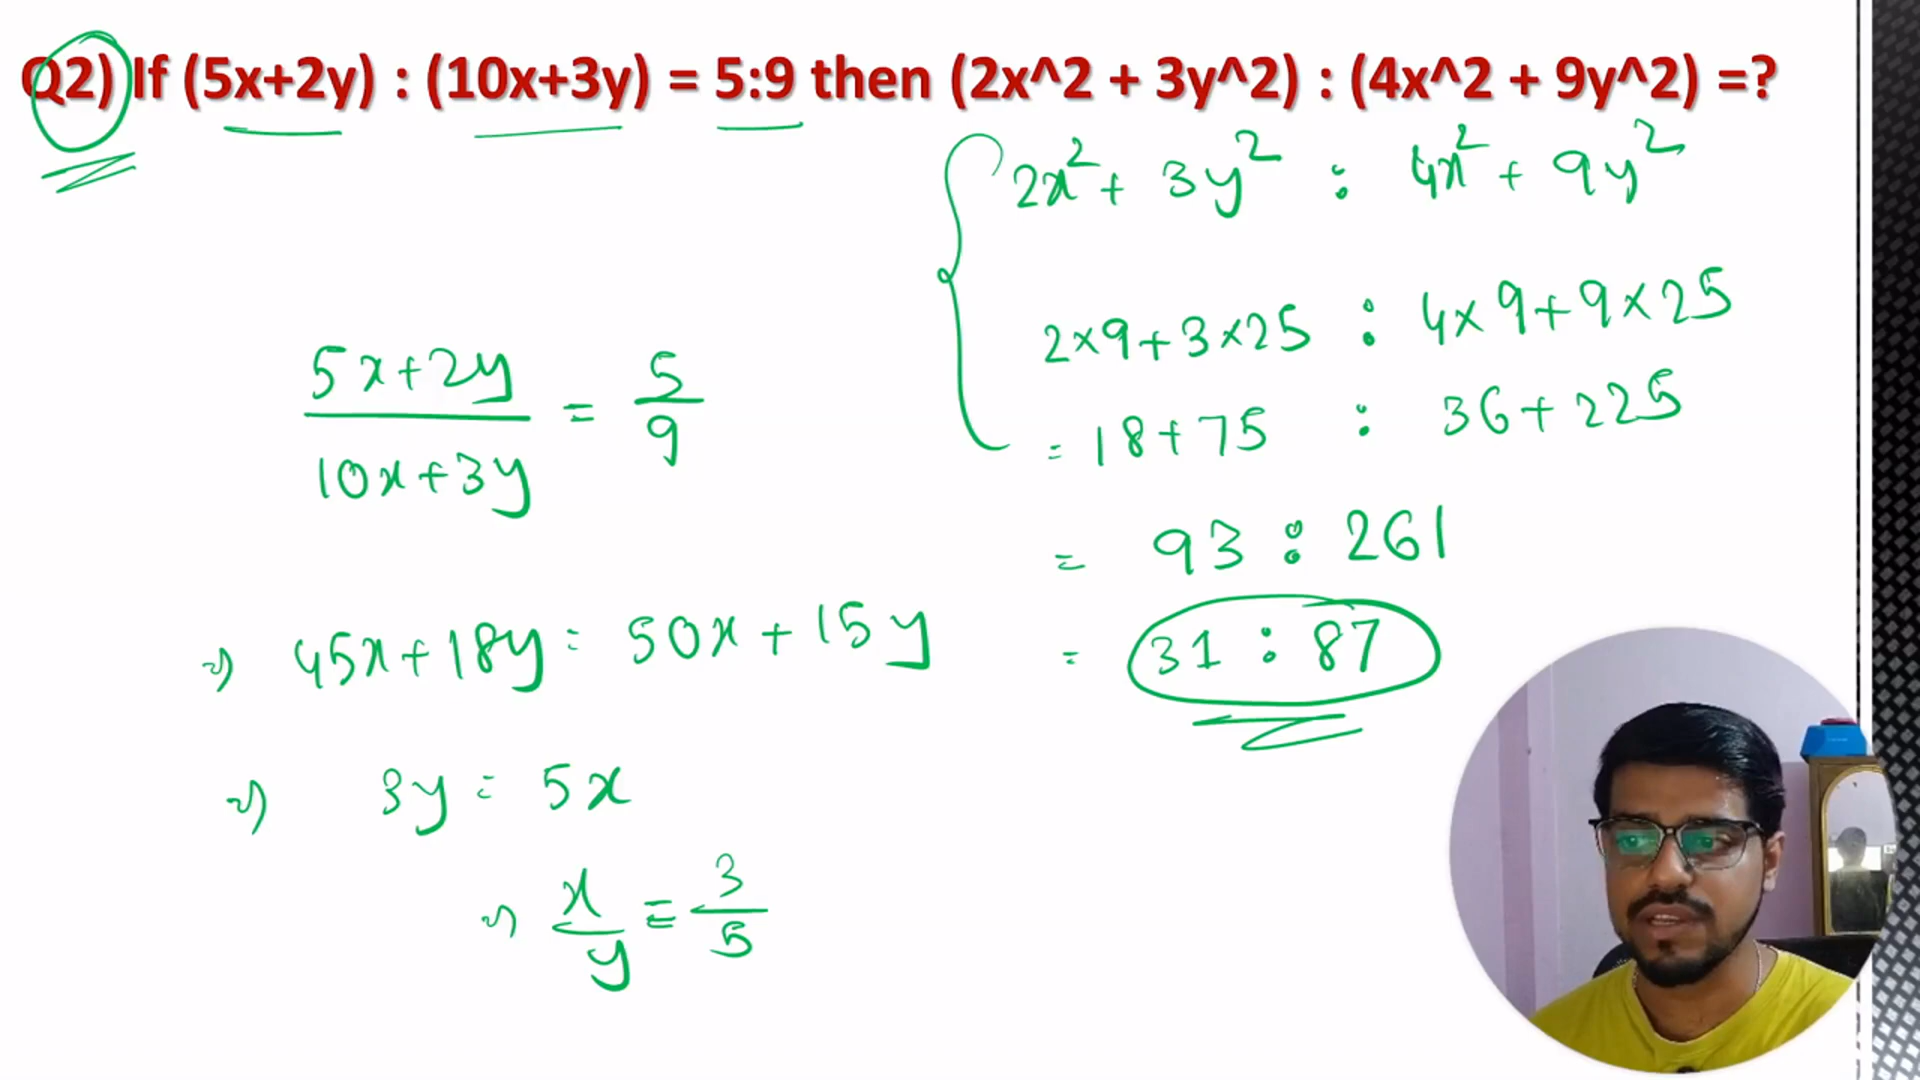 Q2) If (5x+2y) : (10x+3y) = 5:9 then (2x^2 + 3y^2) : (4x^2 + 9y^2) =?
2x² + 3y² : 4x² + 9y²
2×9+3×25 : 4×9+9×25
= 18+75 : 36+225
= 93 : 261
= 31 : 87
5x+2y / 10x+3y = 5/9
⇒ 45x+18y = 50x+15y
⇒ 3y = 5x
⇒ x/y = 3/5